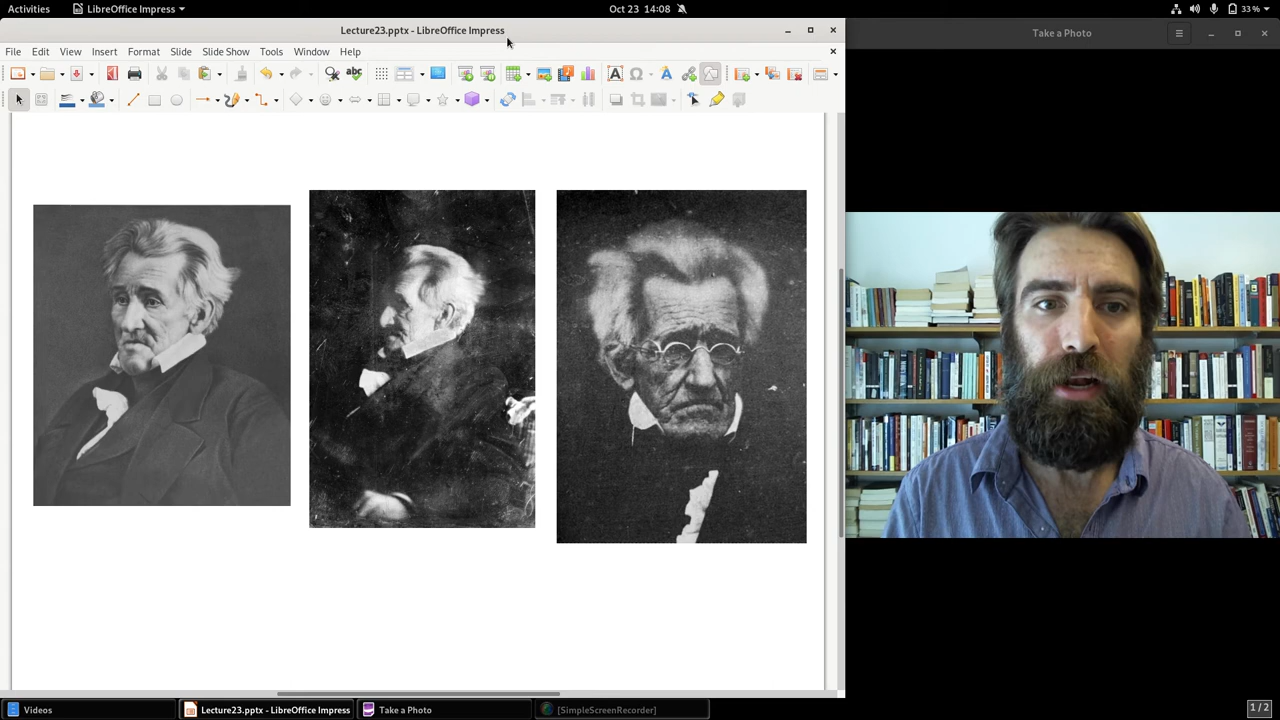 Activities LibreOffice Impress Oct 23 14:08 33 %
Lecture23.pptx - LibreOffice Impress
Take a Photo
File Edit View Insert Format Slide Slide Show Tools Window Help
abc
Videos Lecture23.pptx - LibreOffice Impress Take a Photo [SimpleScreenRecorder] 1 / 2